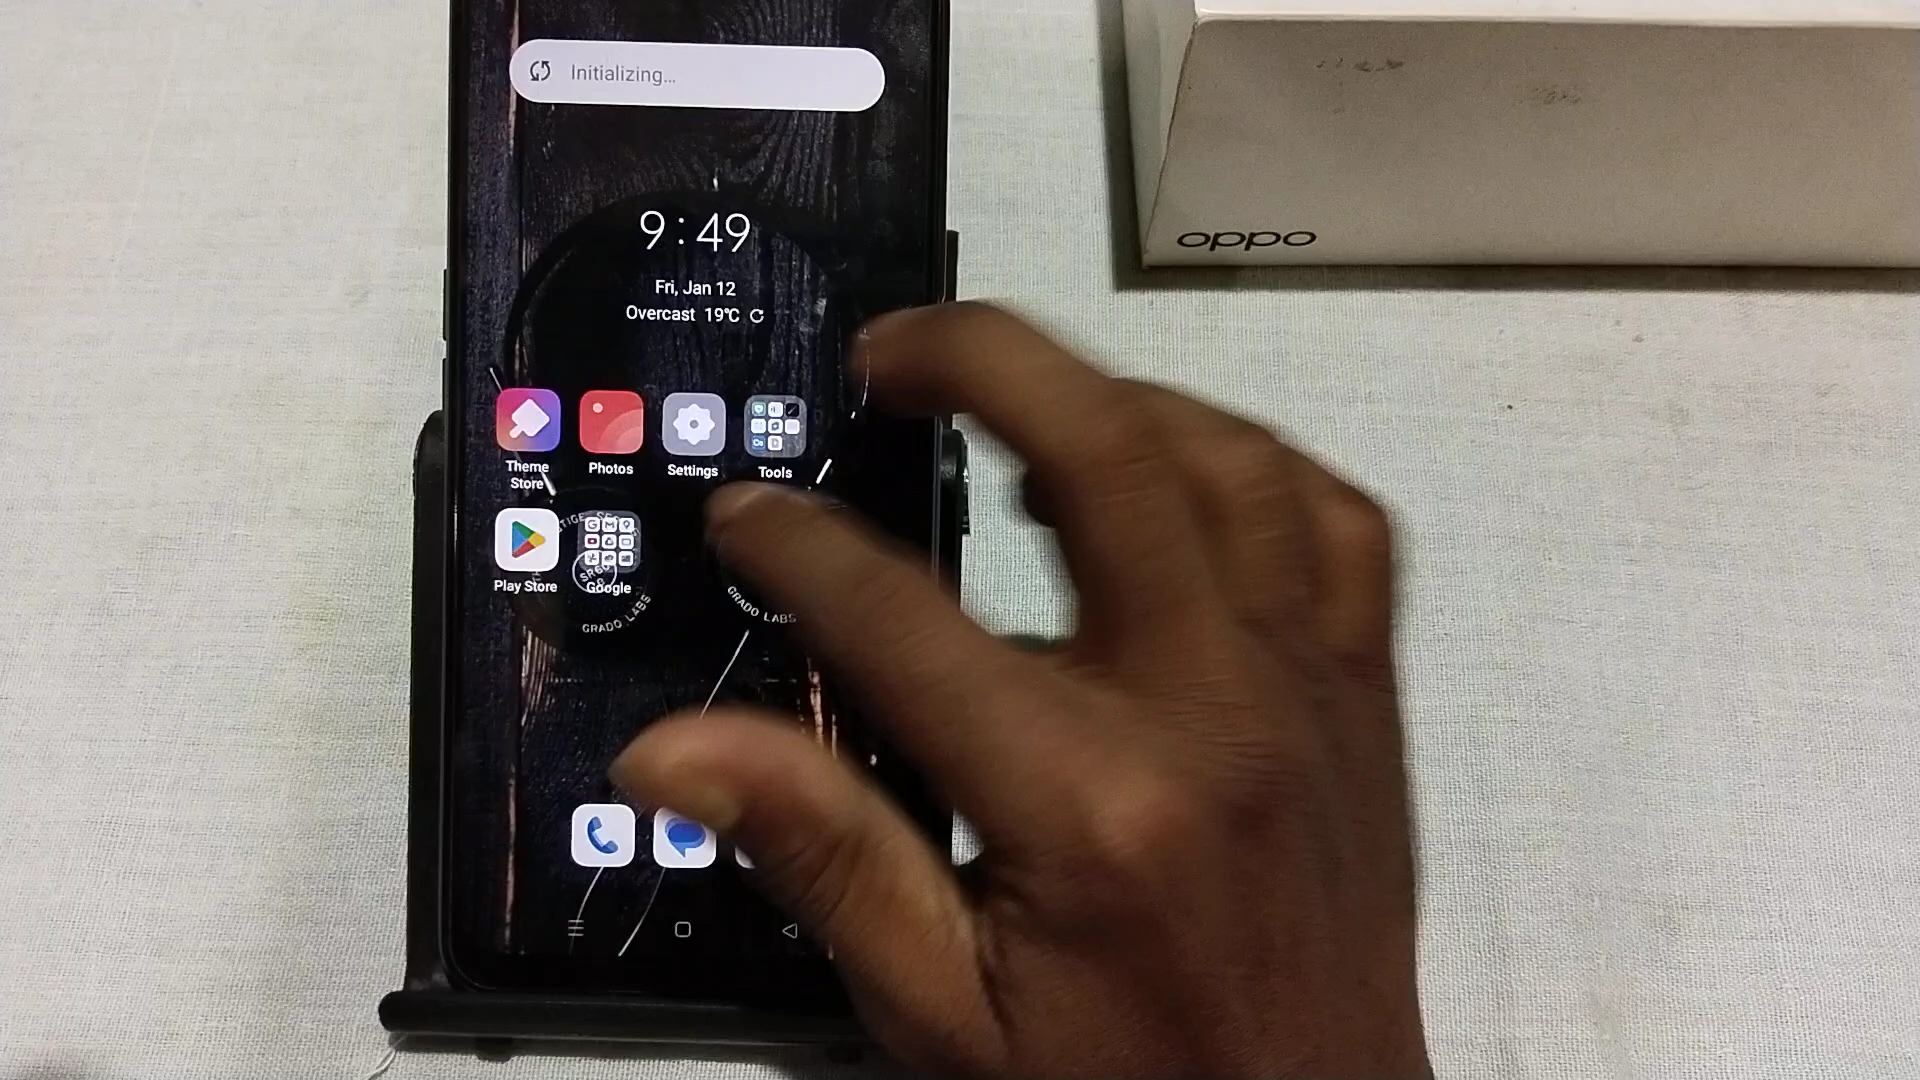 Initializing...
9:49
Fri, Jan 12
Overcast 19°C
Theme
Store
Photos
Settings
Tools
Play Store
Google
GRADO LABS
GRADO LABS
oppo